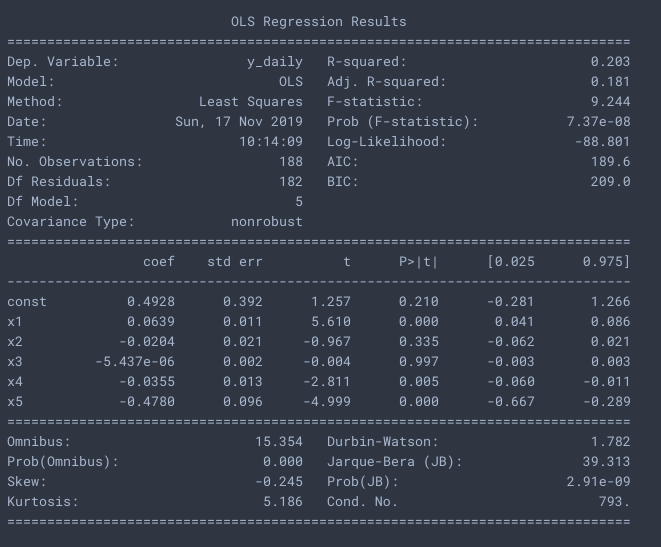 OLS Regression Results
==============================================================================
Dep. Variable:                y_daily   R-squared:                       0.203
Model:                            OLS   Adj. R-squared:                  0.181
Method:                 Least Squares   F-statistic:                     9.244
Date:                Sun, 17 Nov 2019   Prob (F-statistic):           7.37e-08
Time:                        10:14:09   Log-Likelihood:                -88.801
No. Observations:                 188   AIC:                             189.6
Df Residuals:                     182   BIC:                             209.0
Df Model:                           5
Covariance Type:            nonrobust
==============================================================================
                 coef    std err          t      P>|t|      [0.025      0.975]
------------------------------------------------------------------------------
const          0.4928      0.392      1.257      0.210      -0.281       1.266
x1             0.0639      0.011      5.610      0.000       0.041       0.086
x2            -0.0204      0.021     -0.967      0.335      -0.062       0.021
x3         -5.437e-06      0.002     -0.004      0.997      -0.003       0.003
x4            -0.0355      0.013     -2.811      0.005      -0.060      -0.011
x5            -0.4780      0.096     -4.999      0.000      -0.667      -0.289
==============================================================================
Omnibus:                       15.354   Durbin-Watson:                   1.782
Prob(Omnibus):                  0.000   Jarque-Bera (JB):               39.313
Skew:                          -0.245   Prob(JB):                     2.91e-09
Kurtosis:                       5.186   Cond. No.                         793.
==============================================================================